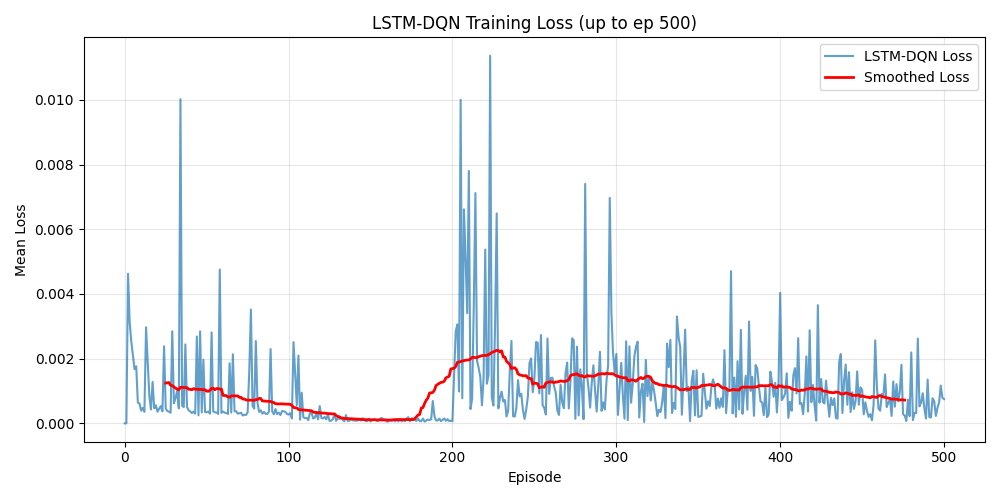 LSTM-DQN Training Loss (up to ep 500)
LSTM-DQN Loss
Smoothed Loss
Mean Loss
0.010
0.008
0.006
0.004
0.002
0.000
0 100 200 300 400 500
Episode